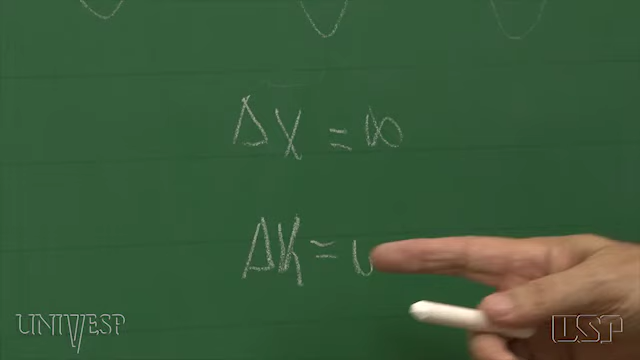 Δx = ∞
Δk =
UNIVESP
USP